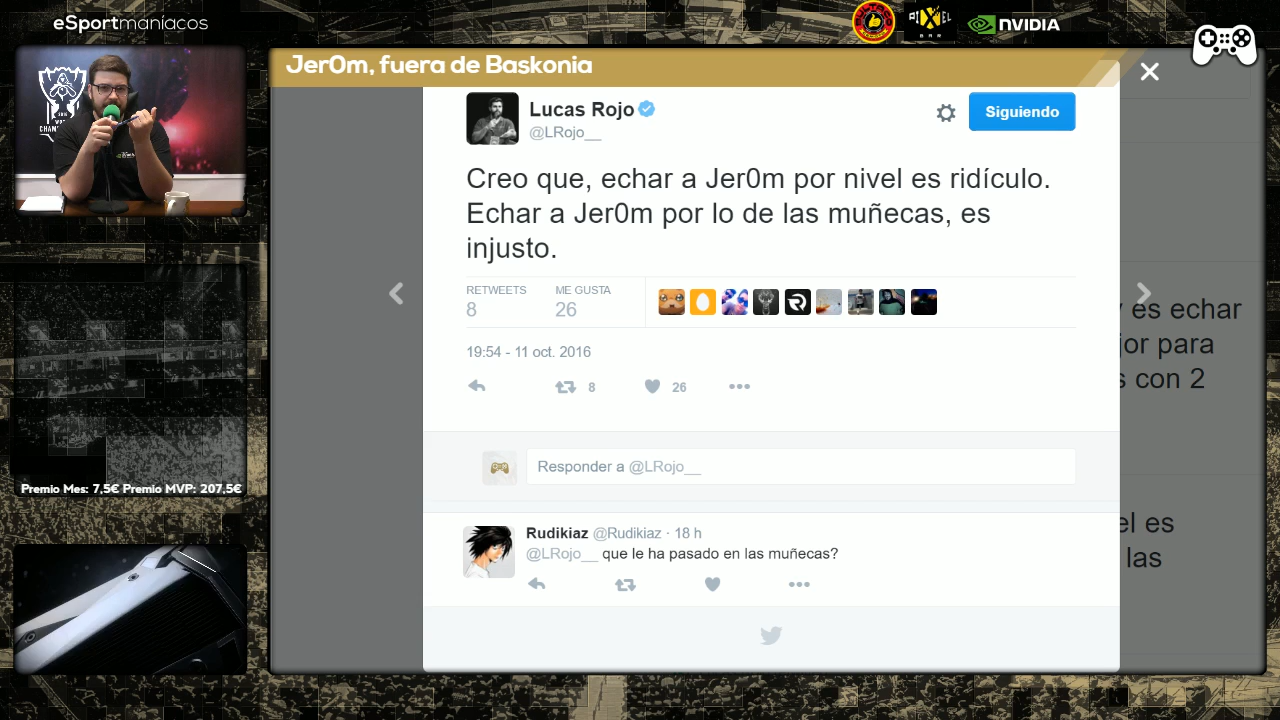 eSportmaníacos
PIXEL
BAR
NVIDIA
Jer0m, fuera de Baskonia
Lucas Rojo
@LRojo__
Siguiendo
Creo que, echar a Jer0m por nivel es ridículo.
Echar a Jer0m por lo de las muñecas, es
injusto.
RETWEETS
8
ME GUSTA
26
19:54 - 11 oct. 2016
8
26
Responder a @LRojo__
Rudikiaz @Rudikiaz · 18 h
@LRojo__ que le ha pasado en las muñecas?
es echar
para
con 2
es
las
Premio Mes: 7,5€ Premio MVP: 207,5€